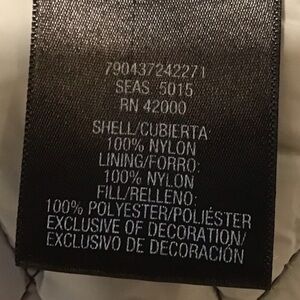 790437242271
SEAS 5015
RN 42000
SHELL/CUBIERTA:
100% NYLON
LINING/FORRO:
100% NYLON
FILL/RELLENO:
100% POLYESTER/POLIÉSTER
EXCLUSIVE OF DECORATION/
EXCLUSIVO DE DECORACIÓN